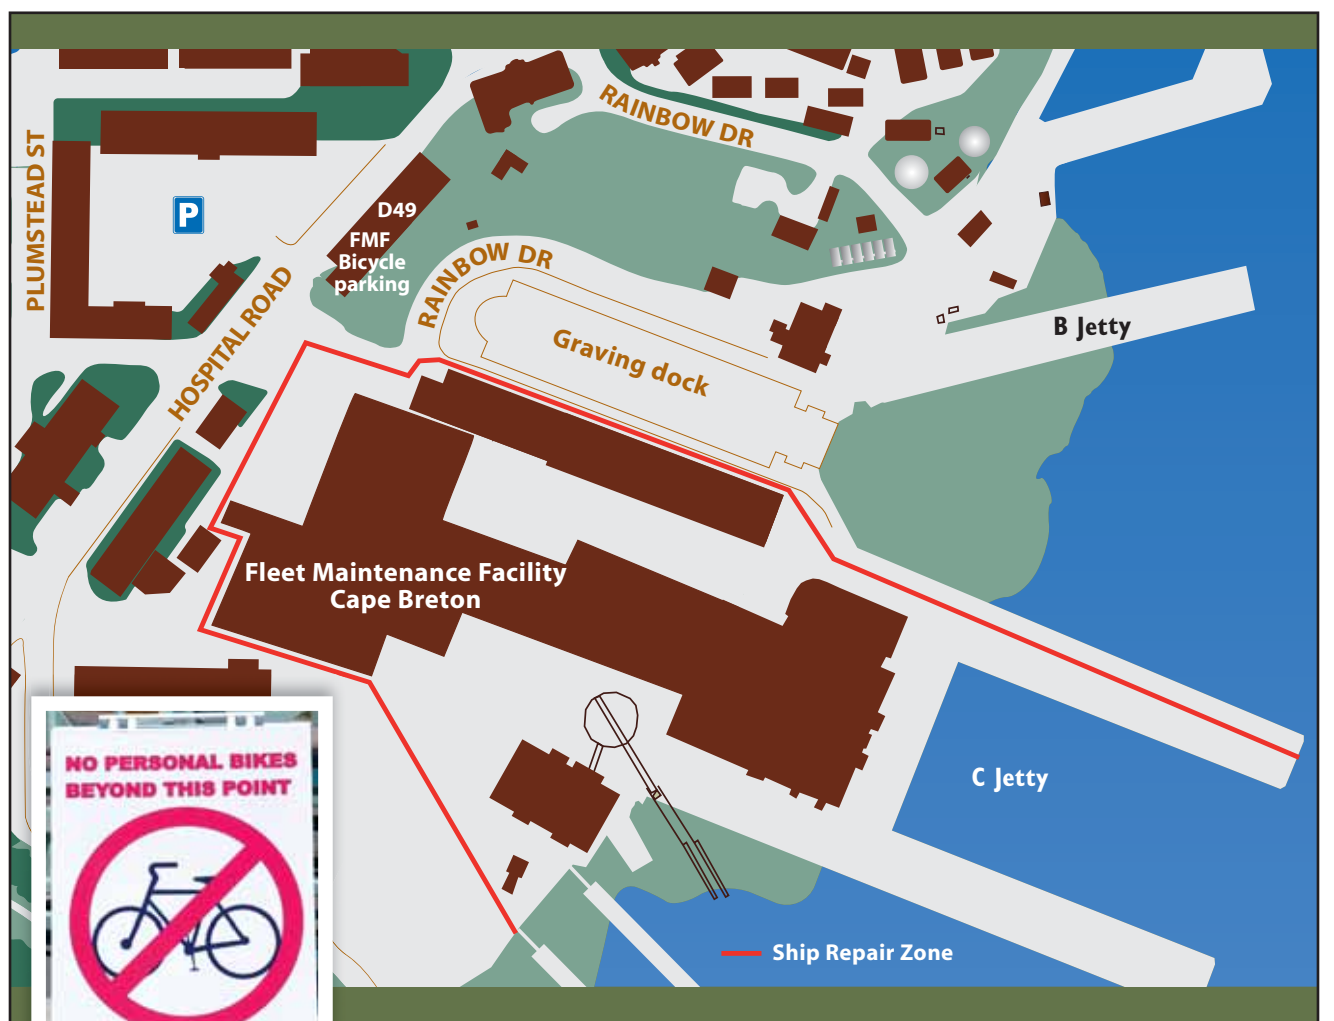 RAINBOW DR
PLUMSTEAD ST
P
D49
FMF
Bicycle
parking
RAINBOW DR
HOSPITAL ROAD
B Jetty
Graving dock
Fleet Maintenance Facility
Cape Breton
C Jetty
NO PERSONAL BIKES
BEYOND THIS POINT
Ship Repair Zone